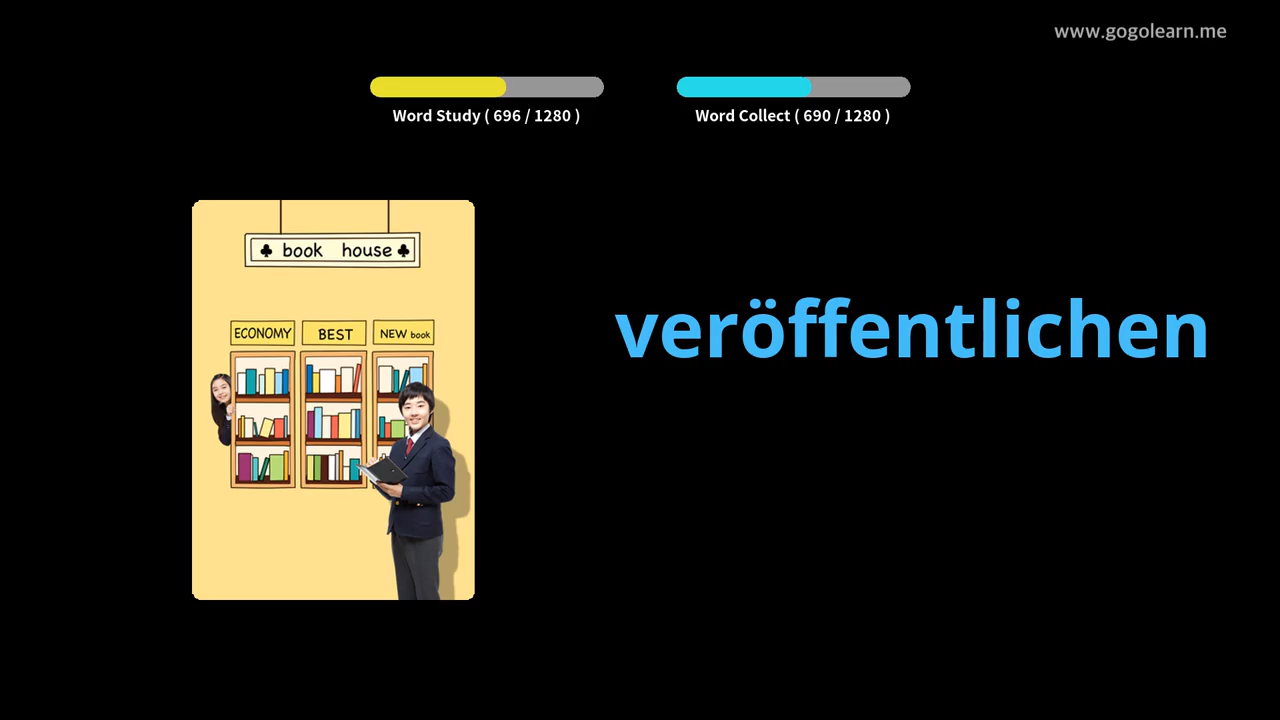 www.gogolearn.me
Word Study ( 696 / 1280 )
Word Collect ( 690 / 1280 )
♣ book house ♣
ECONOMY
BEST
NEW book
veröffentlichen